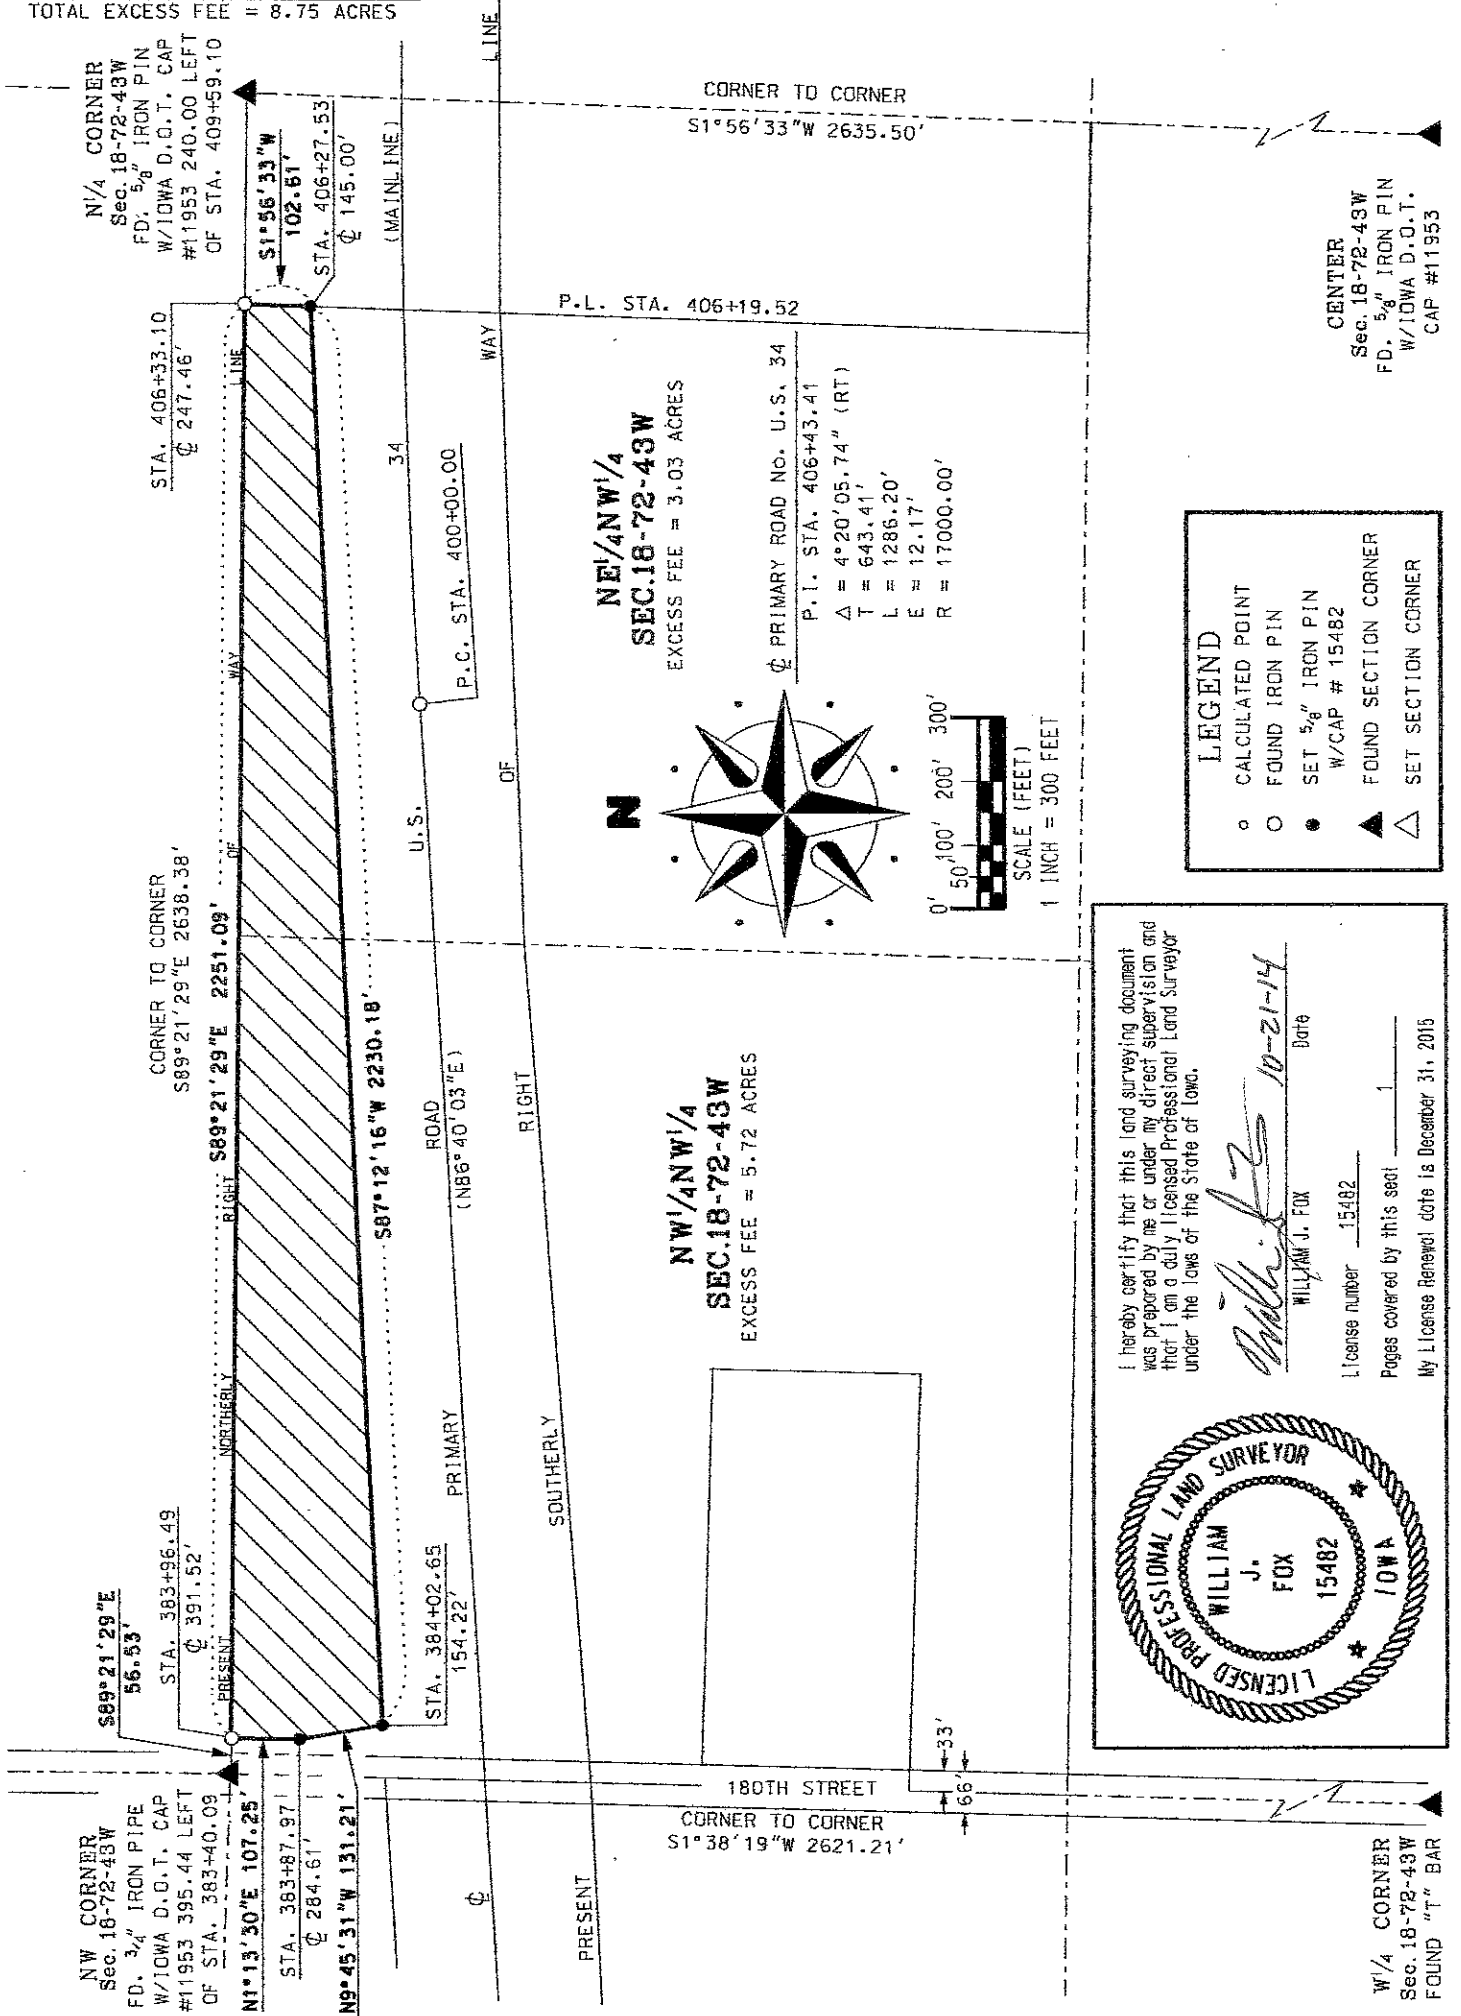 TOTAL EXCESS FEE = 8.75 ACRES
N1/4 CORNER
Sec. 18-72-43W
FD. 5/8" IRON PIN
W/IOWA D.O.T. CAP
#11953 240.00 LEFT
OF STA. 409+59.10
S1°56'33"W
102.61'
STA. 406+27.53
℄ 145.00'
(MAINLINE)
LINE
CORNER TO CORNER
S1°56'33"W 2635.50'
CENTER
Sec. 18-72-43W
FD. 5/8" IRON PIN
W/IOWA D.O.T.
CAP #11953
STA. 406+33.10
℄ 247.46'
P.L. STA. 406+19.52
CORNER TO CORNER
S89°21'29"E 2638.38'
S89°21'29"E 2251.09'
PRESENT NORTHERLY RIGHT OF WAY LINE
S87°12'16"W 2230.18'
℄ PRIMARY ROAD U.S. 34
(N86°40'03"E)
P.C. STA. 400+00.00
PRESENT SOUTHERLY RIGHT OF WAY
NE1/4NW1/4
SEC.18-72-43W
EXCESS FEE = 3.03 ACRES
℄ PRIMARY ROAD No. U.S. 34
P.I. STA. 406+43.41
Δ = 4°20'05.74" (RT)
T = 643.41'
L = 1286.20'
E = 12.17'
R = 17000.00'
N
0' 50' 100' 200' 300'
SCALE (FEET)
1 INCH = 300 FEET
NW1/4NW1/4
SEC.18-72-43W
EXCESS FEE = 5.72 ACRES
S89°21'29"E
56.53'
STA. 383+96.49
℄ 391.52'
STA. 384+02.65
154.22'
NW CORNER
Sec. 18-72-43W
FD. 3/4" IRON PIPE
W/IOWA D.O.T. CAP
#11953 395.44 LEFT
OF STA. 383+40.09
N1°13'30"E 107.25'
STA. 383+87.97
℄ 284.61'
N9°45'31"W 131.21'
180TH STREET
CORNER TO CORNER
S1°38'19"W 2621.21'
33'
66'
W1/4 CORNER
Sec. 18-72-43W
FOUND "T" BAR
LEGEND
CALCULATED POINT
FOUND IRON PIN
SET 5/8" IRON PIN
W/CAP # 15482
FOUND SECTION CORNER
SET SECTION CORNER
I hereby certify that this land surveying document
was prepared by me or under my direct supervision and
that I am a duly licensed Professional Land Surveyor
under the laws of the State of Iowa.
10-21-14
WILLIAM J. FOX
Date
License number 15482
Pages covered by this seal 1
My License Renewal date is December 31, 2015
LICENSED PROFESSIONAL LAND SURVEYOR
WILLIAM
J.
FOX
15482
IOWA